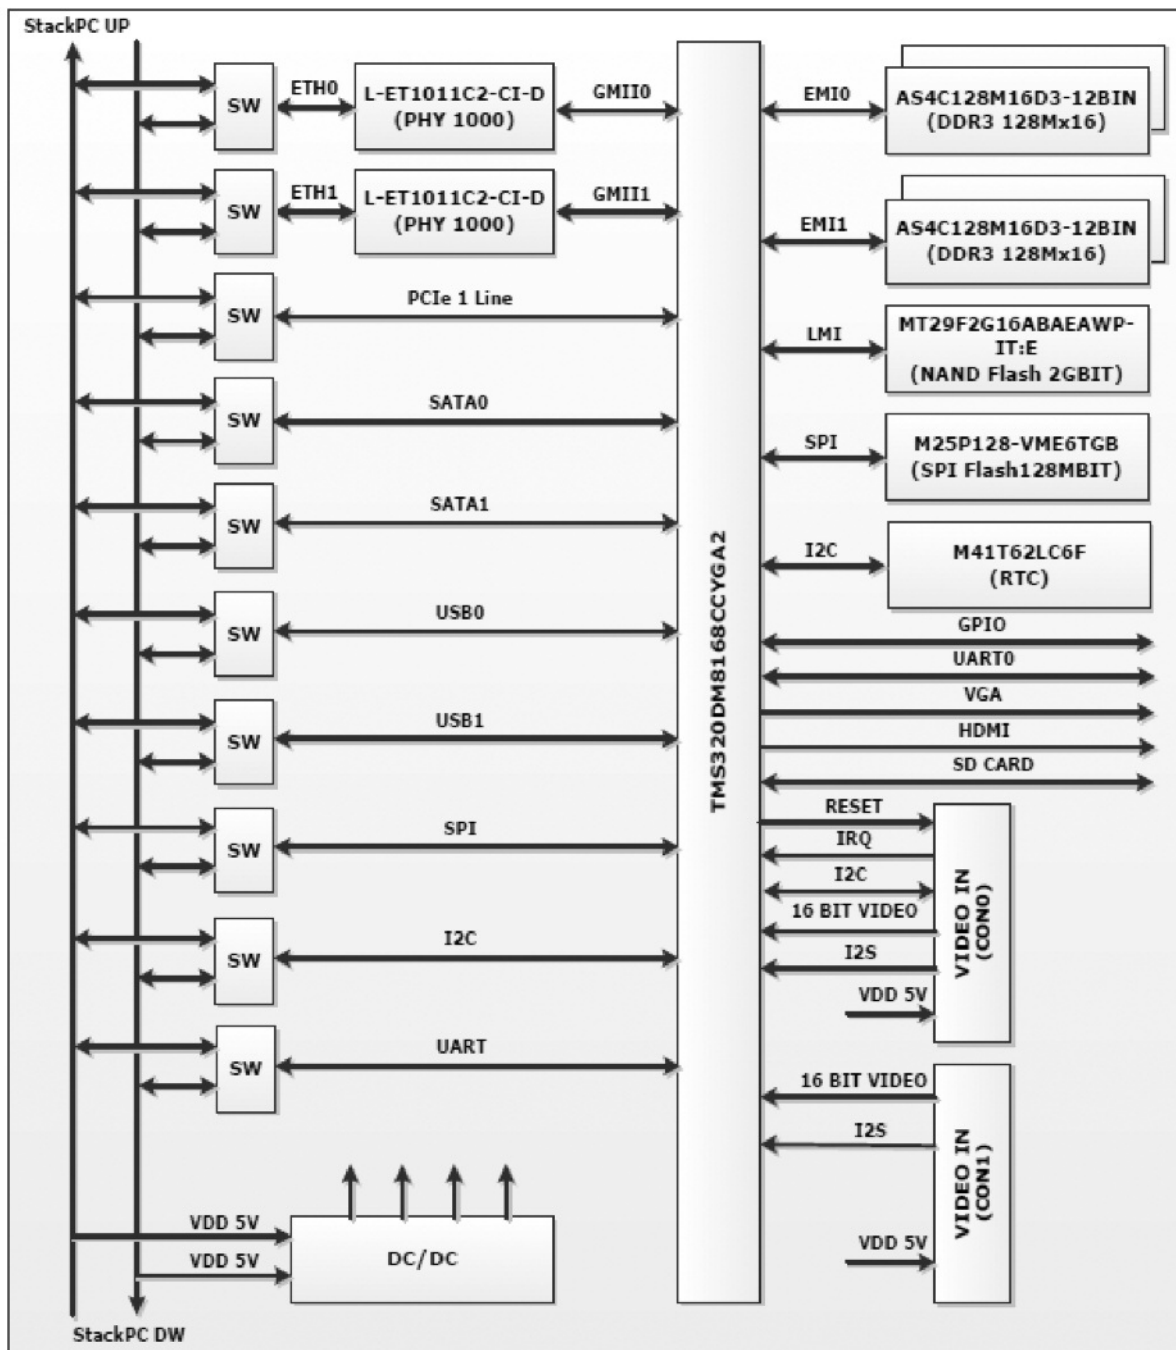 StackPC UP
SW
ETH0
L-ET1011C2-CI-D
(PHY 1000)
GMII0
SW
ETH1
L-ET1011C2-CI-D
(PHY 1000)
GMII1
SW
PCIe 1 Line
SW
SATA0
SW
SATA1
SW
USB0
SW
USB1
SW
SPI
SW
I2C
SW
UART
VDD 5V
VDD 5V
DC/DC
StackPC DW
TMS320DM8168CCYGA2
EMI0
AS4C128M16D3-12BIN
(DDR3 128Mx16)
EMI1
AS4C128M16D3-12BIN
(DDR3 128Mx16)
LMI
MT29F2G16ABAEAWP-
IT:E
(NAND Flash 2GBIT)
SPI
M25P128-VME6TGB
(SPI Flash128MBIT)
I2C
M41T62LC6F
(RTC)
GPIO
UART0
VGA
HDMI
SD CARD
RESET
IRQ
I2C
16 BIT VIDEO
I2S
VDD 5V
VIDEO IN
(CON0)
16 BIT VIDEO
I2S
VDD 5V
VIDEO IN
(CON1)